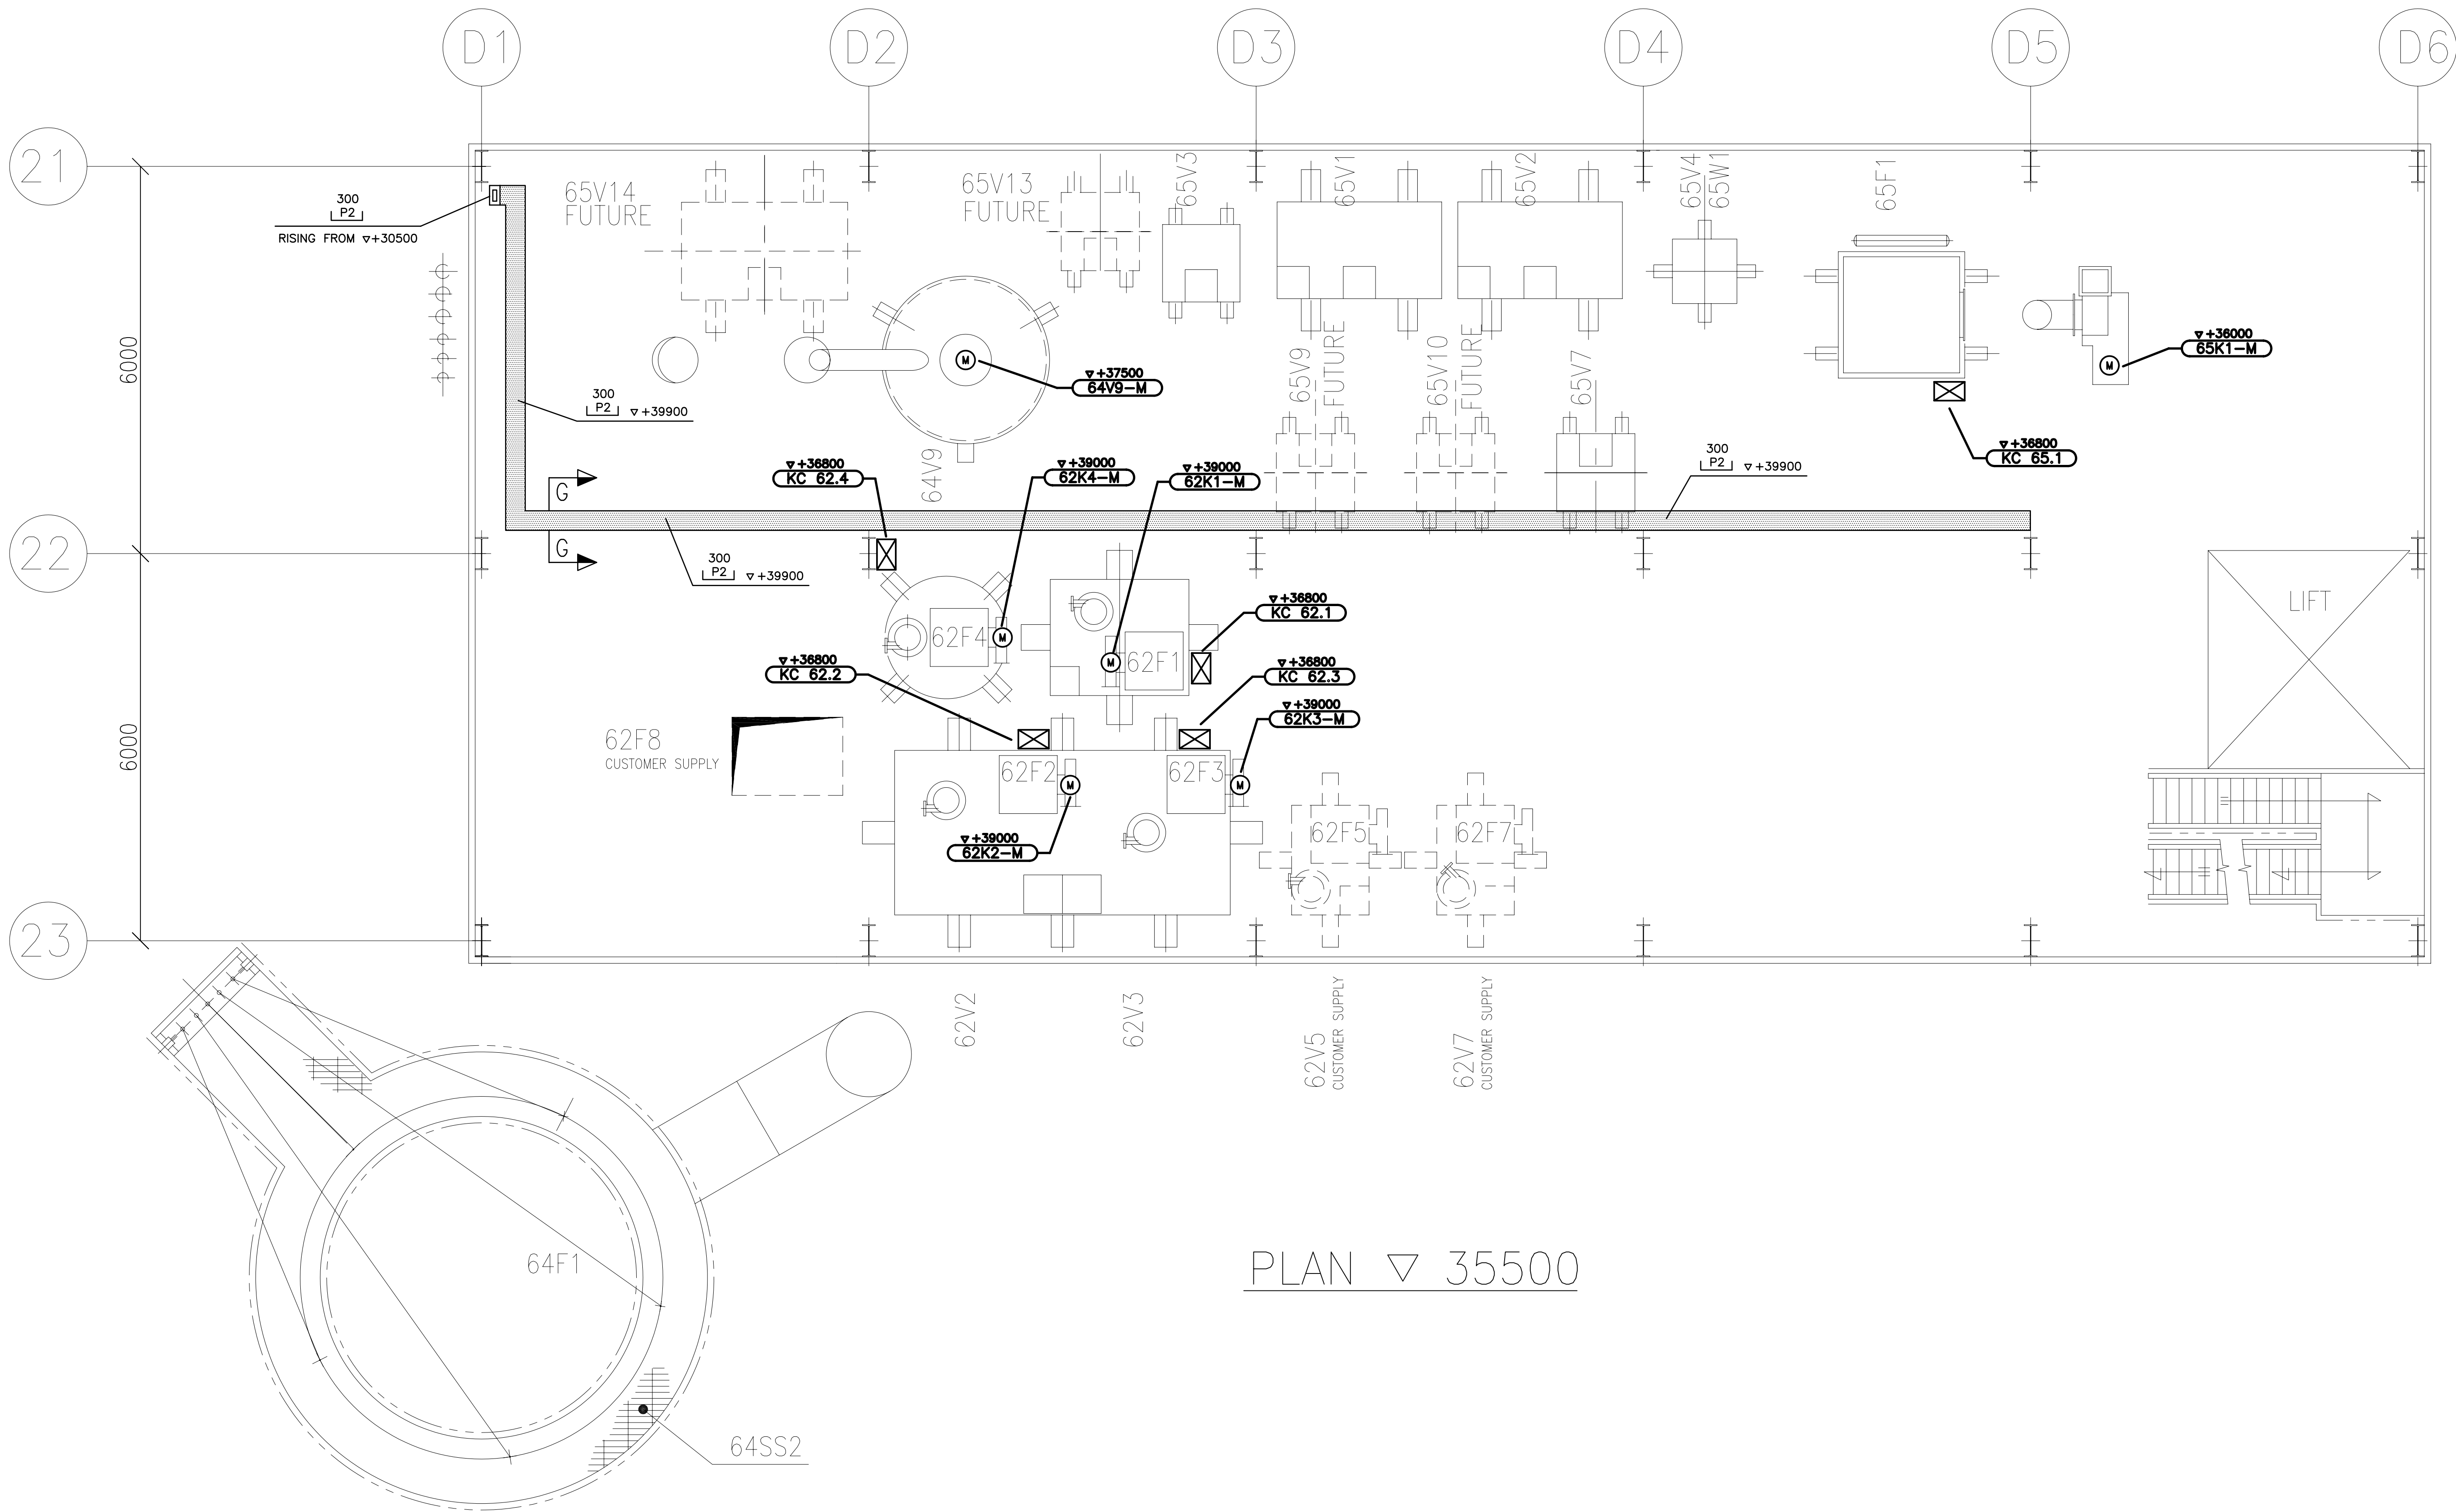 D1
D2
D3
D4
D5
D6
21
22
23
6000
6000
300
P2
RISING FROM ▽+30500
65V14
FUTURE
65V13
FUTURE
65V3
65V1
65V2
65V4
65W1
65F1
▽+36000
65K1-M
M
M
▽+37500
64V9-M
65V9
FUTURE
65V10
FUTURE
65V7
300
P2 ▽+39900
64V9
▽+36800
KC 62.4
▽+39000
62K4-M
▽+39000
62K1-M
300
P2 ▽+39900
▽+36800
KC 65.1
G
G
300
P2 ▽+39900
LIFT
▽+36800
KC 62.1
62F4
M
M
62F1
▽+36800
KC 62.2
▽+36800
KC 62.3
▽+39000
62K3-M
62F8
CUSTOMER SUPPLY
62F2
M
62F3
M
▽+39000
62K2-M
62F5
62F7
62V2
62V3
62V5
CUSTOMER SUPPLY
62V7
CUSTOMER SUPPLY
64F1
PLAN ▽ 35500
64SS2